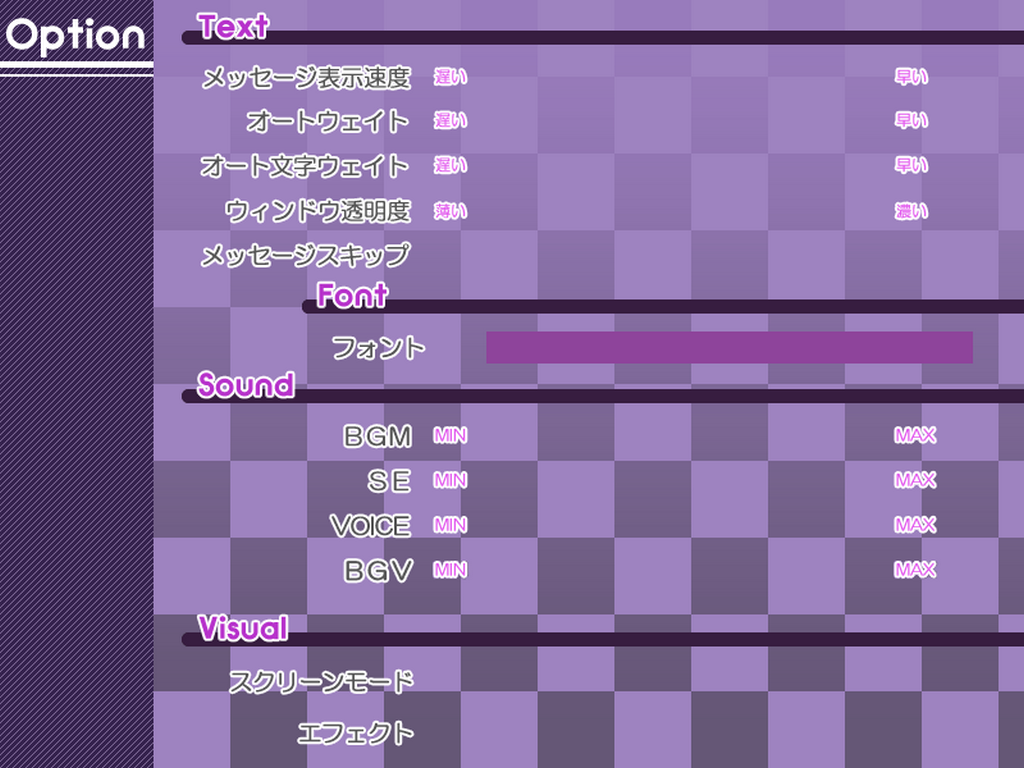 Option
Text
メッセージ表示速度 遅い 早い
オートウェイト 遅い 早い
オート文字ウェイト 遅い 早い
ウィンドウ透明度 薄い 濃い
メッセージスキップ
Font
フォント
Sound
BGM MIN MAX
SE MIN MAX
VOICE MIN MAX
BGV MIN MAX
Visual
スクリーンモード
エフェクト